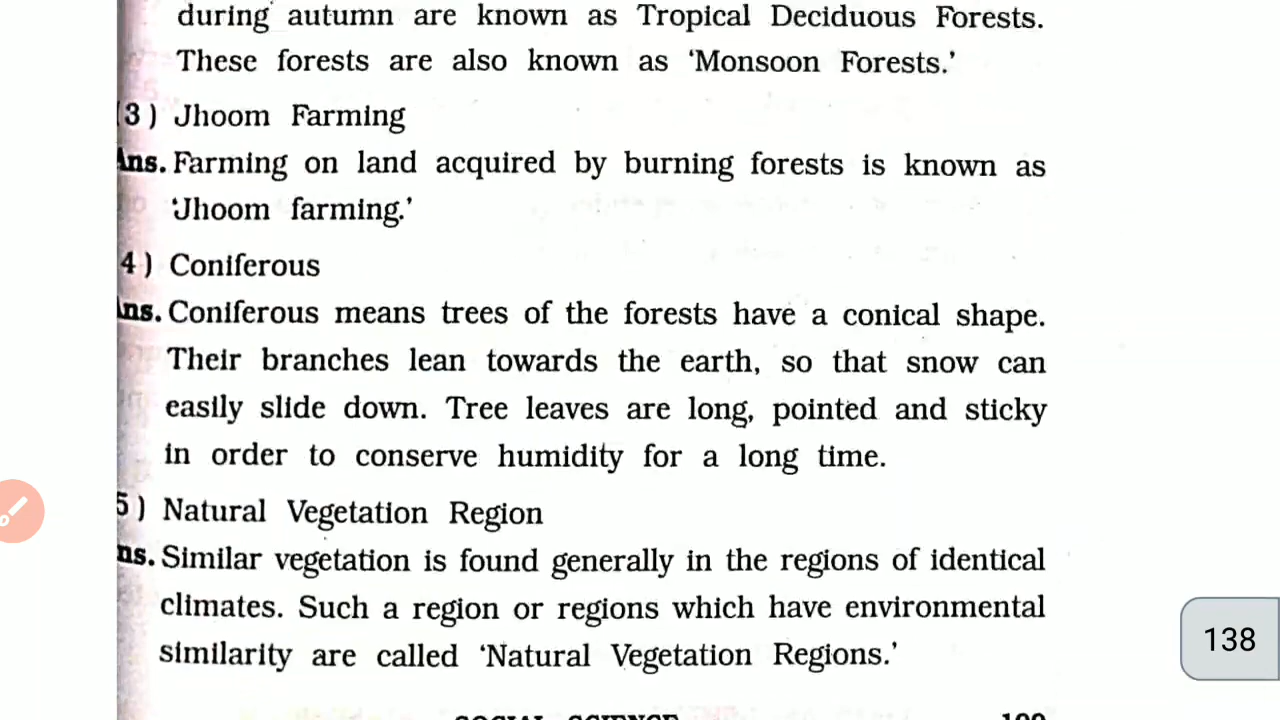 during autumn are known as Tropical Deciduous Forests.
These forests are also known as ‘Monsoon Forests.’
(3) Jhoom Farming
Ans. Farming on land acquired by burning forests is known as
‘Jhoom farming.’
4) Coniferous
Ans. Coniferous means trees of the forests have a conical shape.
Their branches lean towards the earth, so that snow can
easily slide down. Tree leaves are long, pointed and sticky
in order to conserve humidity for a long time.
5) Natural Vegetation Region
ns. Similar vegetation is found generally in the regions of identical
climates. Such a region or regions which have environmental
similarity are called ‘Natural Vegetation Regions.’
138
SOCIAL SCIENCE